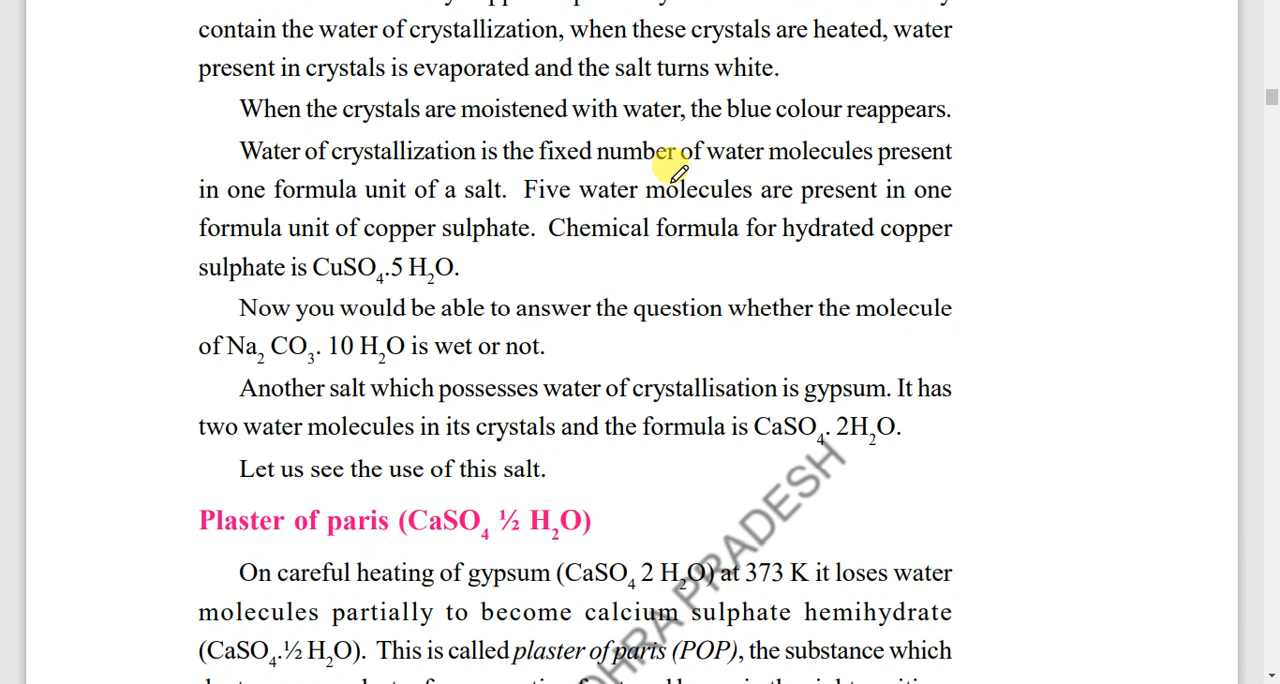 contain the water of crystallization, when these crystals are heated, water
present in crystals is evaporated and the salt turns white.
When the crystals are moistened with water, the blue colour reappears.
Water of crystallization is the fixed number of water molecules present
in one formula unit of a salt. Five water molecules are present in one
formula unit of copper sulphate. Chemical formula for hydrated copper
sulphate is CuSO₄.5 H₂O.
Now you would be able to answer the question whether the molecule
of Na₂ CO₃. 10 H₂O is wet or not.
Another salt which possesses water of crystallisation is gypsum. It has
two water molecules in its crystals and the formula is CaSO₄. 2H₂O.
Let us see the use of this salt.
Plaster of paris (CaSO₄ ½ H₂O)
On careful heating of gypsum (CaSO₄ 2 H₂O) at 373 K it loses water
molecules partially to become calcium sulphate hemihydrate
(CaSO₄.½ H₂O). This is called plaster of paris (POP), the substance which
PRADESH